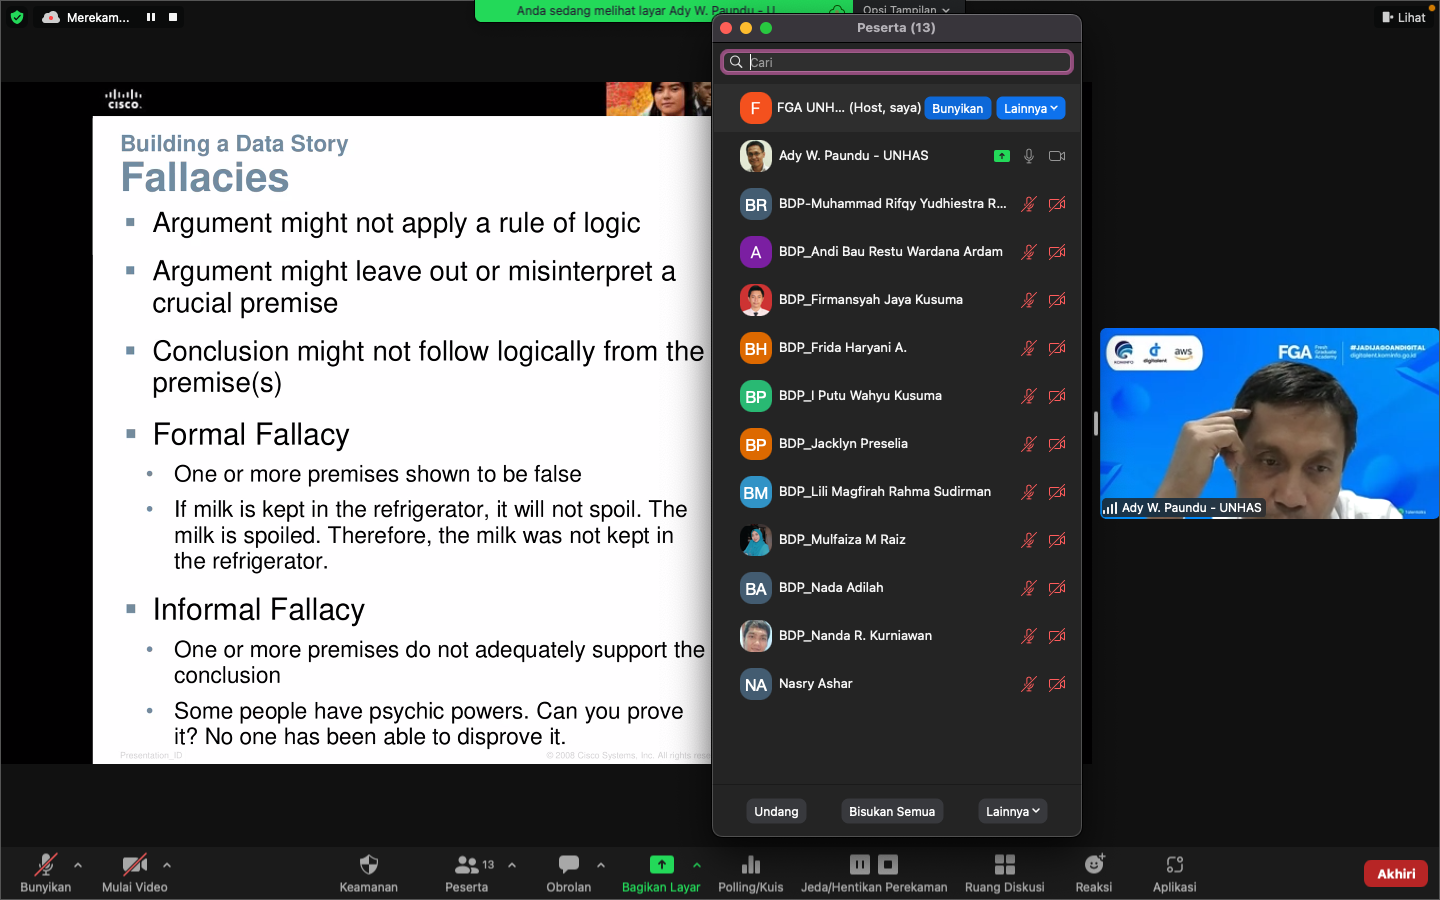 Merekam...
Anda sedang melihat layar Ady W. Paundu - U
Opsi Tampilan
Lihat
Peserta (13)
Cari
CISCO.
Building a Data Story
Fallacies
Argument might not apply a rule of logic
Argument might leave out or misinterpret a
crucial premise
Conclusion might not follow logically from the
premise(s)
Formal Fallacy
One or more premises shown to be false
If milk is kept in the refrigerator, it will not spoil. The
milk is spoiled. Therefore, the milk was not kept in
the refrigerator.
Informal Fallacy
One or more premises do not adequately support the
conclusion
Some people have psychic powers. Can you prove
it? No one has been able to disprove it.
Presentation_ID
© 2008 Cisco Systems, Inc. All rights rese
F FGA UNH... (Host, saya) Bunyikan Lainnya
Ady W. Paundu - UNHAS
BR BDP-Muhammad Rifqy Yudhiestra R...
A BDP_Andi Bau Restu Wardana Ardam
BDP_Firmansyah Jaya Kusuma
BH BDP_Frida Haryani A.
BP BDP_I Putu Wahyu Kusuma
BP BDP_Jacklyn Preselia
BM BDP_Lili Magfirah Rahma Sudirman
BDP_Mulfaiza M Raiz
BA BDP_Nada Adilah
BDP_Nanda R. Kurniawan
NA Nasry Ashar
Undang Bisukan Semua Lainnya
KOMINFO digitalent aws
FGA Fresh Graduate Academy
#JADIJAGOANDIGITAL
digitalent.kominfo.go.id
Ady W. Paundu - UNHAS
Bunyikan
Mulai Video
Keamanan
13
Peserta
Obrolan
Bagikan Layar
Polling/Kuis
Jeda/Hentikan Perekaman
Ruang Diskusi
Reaksi
Aplikasi
Akhiri